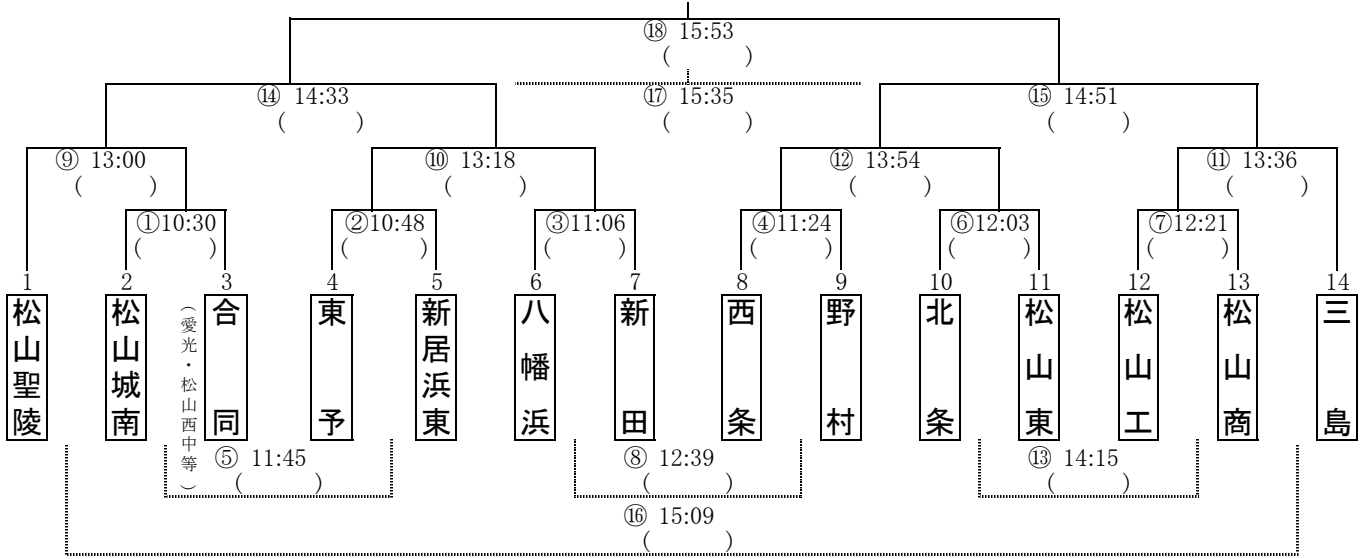 ⑱ 15:53
( )
⑭ 14:33
( )
⑰ 15:35
⑮ 14:51
( )
( )
⑨ 13:00
( )
⑩ 13:18
( )
⑫ 13:54
( )
⑪ 13:36
( )
①10:30
( )
②10:48
( )
③11:06
( )
④11:24
( )
⑥12:03
( )
⑦12:21
( )
1 2 3 4 5 6 7 8 9 10 11 12 13 14
松山聖陵
松山城南
合同
(愛光・松山西中等)
東予
新居浜東
八幡浜
新田
西条
野村
北条
松山東
松山工
松山商
三島
⑤ 11:45
( )
⑧ 12:39
( )
⑬ 14:15
( )
⑯ 15:09
( )